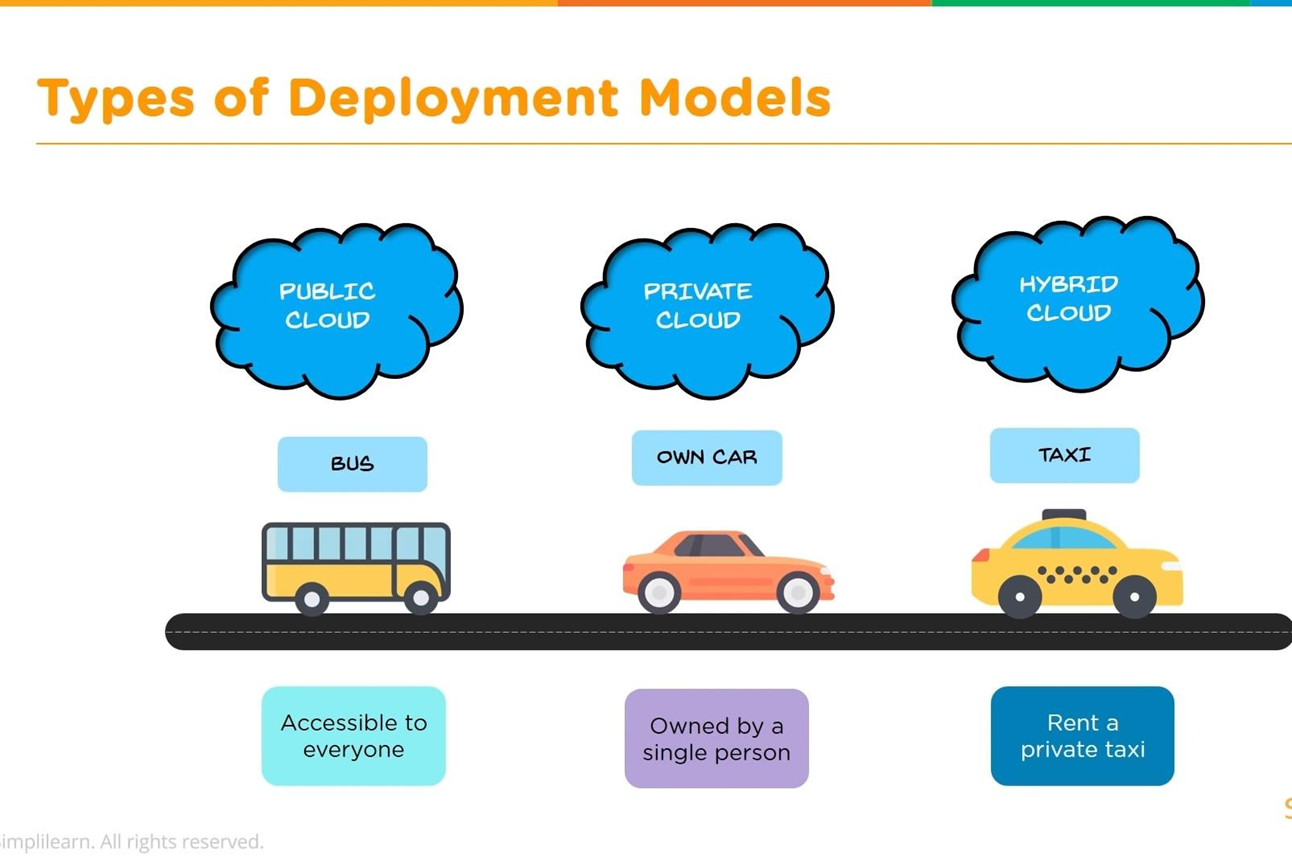 Types of Deployment Models
PUBLIC
CLOUD
PRIVATE
CLOUD
HYBRID
CLOUD
BUS
OWN CAR
TAXI
Accessible to
everyone
Owned by a
single person
Rent a
private taxi
implilearn. All rights reserved.